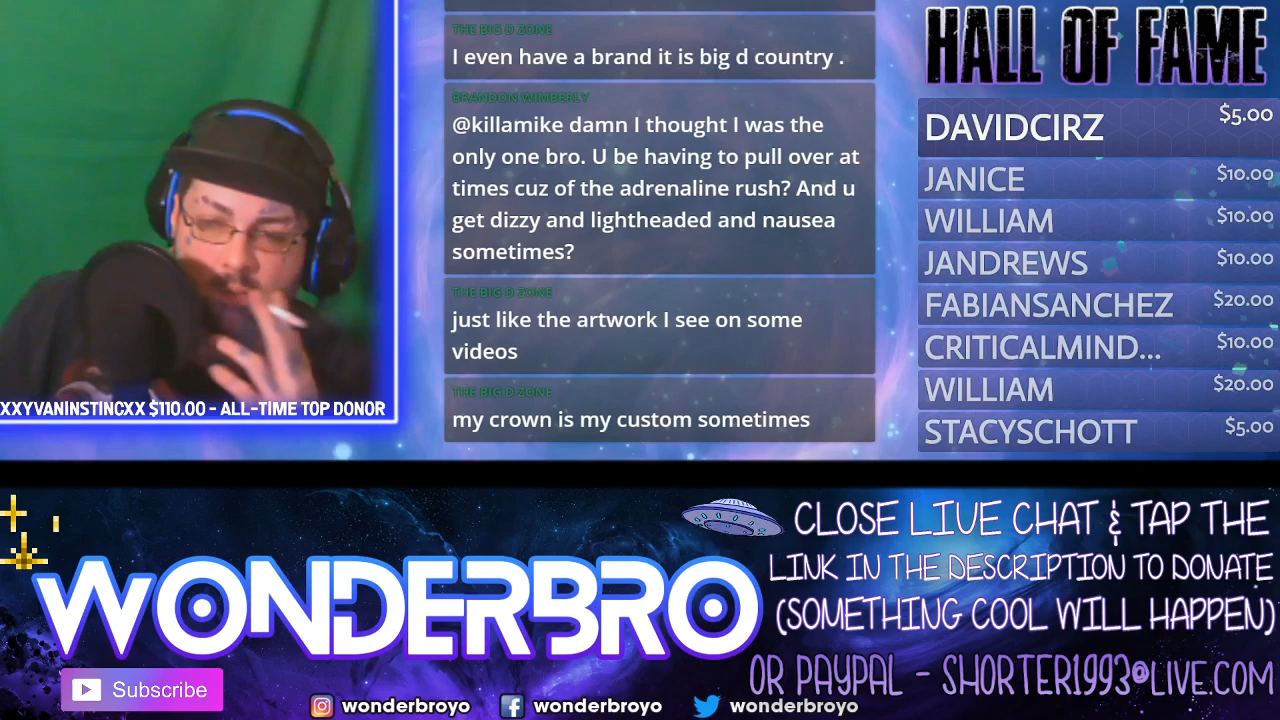 THE BIG D ZONE
I even have a brand it is big d country .
BRANDON WIMBERLY
@killamike damn I thought I was the
only one bro. U be having to pull over at
times cuz of the adrenaline rush? And u
get dizzy and lightheaded and nausea
sometimes?
THE BIG D ZONE
just like the artwork I see on some
videos
THE BIG D ZONE
my crown is my custom sometimes
HALL OF FAME
DAVIDCIRZ $5.00
JANICE $10.00
WILLIAM $10.00
JANDREWS $10.00
FABIANSANCHEZ $20.00
CRITICALMIND... $10.00
WILLIAM $20.00
STACYSCHOTT $5.00
XXYVANINSTINCXX $110.00 - ALL-TIME TOP DONOR
WONDERBRO
Subscribe
wonderbroyo
wonderbroyo
wonderbroyo
CLOSE LIVE CHAT & TAP THE
LINK IN THE DESCRIPTION TO DONATE
(SOMETHING COOL WILL HAPPEN)
OR PAYPAL - SHORTER1993@LIVE.COM